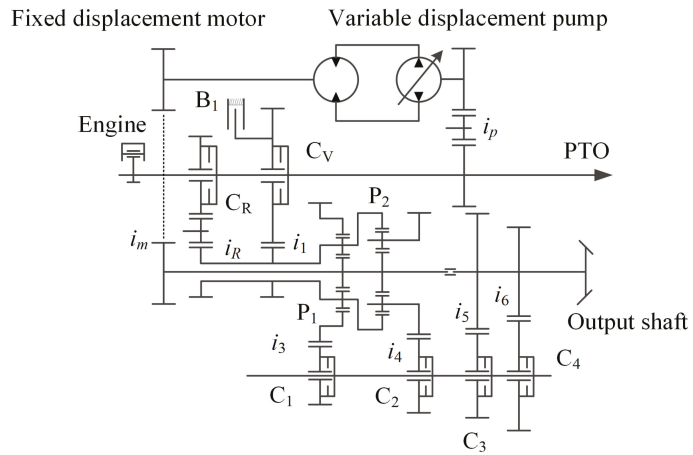 Fixed displacement motor
Variable displacement pump
B1
Engine
CV
ip
PTO
CR
P2
im
iR
i1
P1
i5
i6
Output shaft
i3
i4
C1
C2
C3
C4